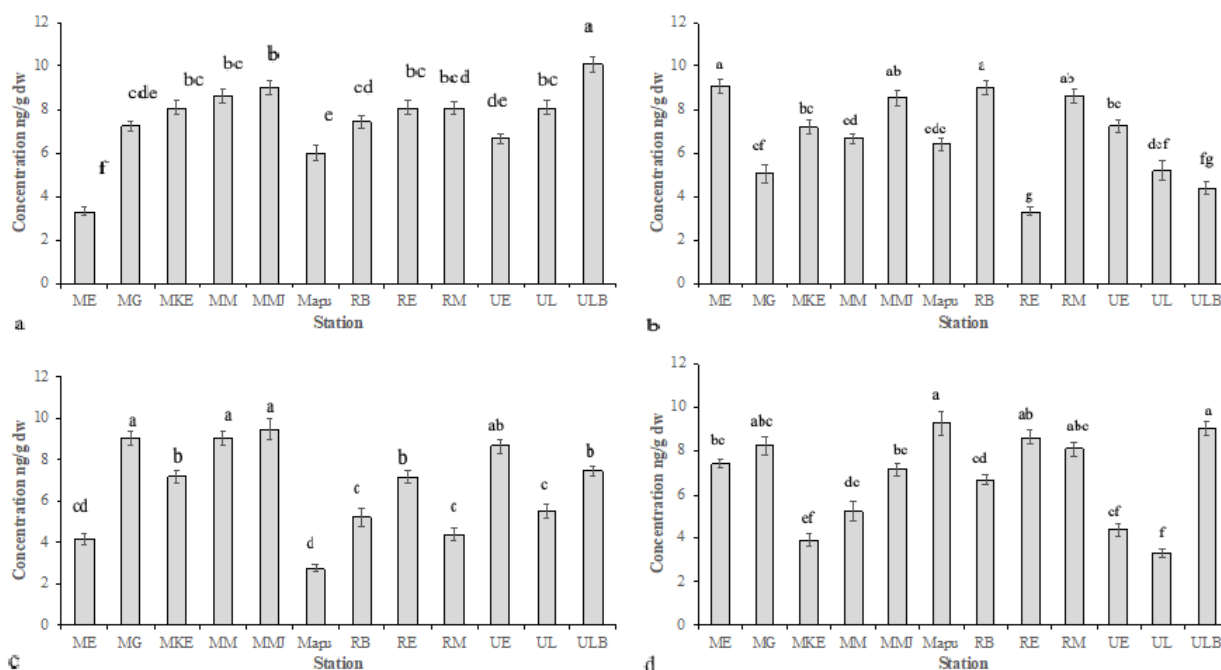 Concentration ng/g dw
12
10
8
6
4
2
0
f cde bc bc b e cd bc bcd de bc a
ME MG MKE MM MMJ Mapu RB RE RM UE UL ULB
Station
a
Concentration ng/g dw
12
10
8
6
4
2
0
a ef bc cd ab cde a g ab bc def fg
ME MG MKE MM MMJ Mapu RB RE RM UE UL ULB
Station
b
Concentration ng/g dw
12
10
8
6
4
2
0
cd a b a a d c b c ab c b
ME MG MKE MM MMJ Mapu RB RE RM UE UL ULB
Station
c
Concentration ng/g dw
12
10
8
6
4
2
0
bc abc ef de bc a cd ab abc ef f a
ME MG MKE MM MMJ Mapu RB RE RM UE UL ULB
Station
d